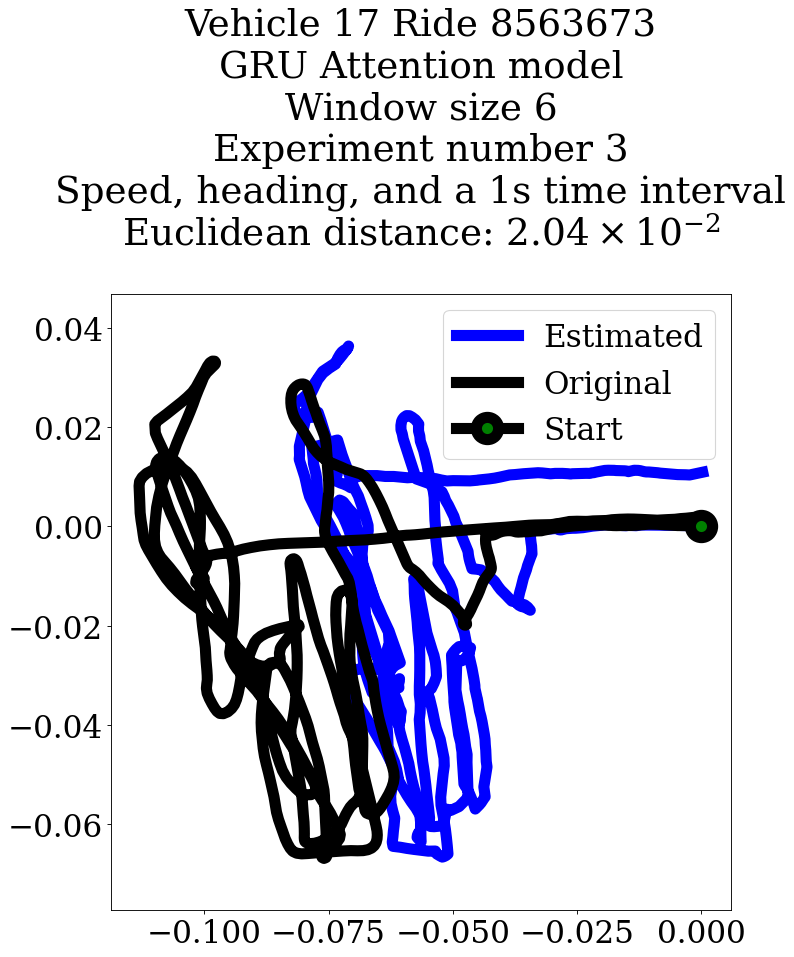 Vehicle 17 Ride 8563673
GRU Attention model
Window size 6
Experiment number 3
Speed, heading, and a 1s time interval
Euclidean distance: 2.04 × 10⁻²
Estimated
Original
Start
0.04
0.02
0.00
−0.02
−0.04
−0.06
−0.100 −0.075 −0.050 −0.025 0.000